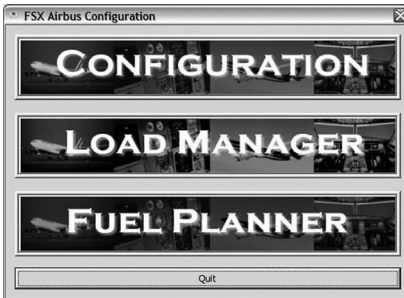 FSX Airbus Configuration
CONFIGURATION
LOAD MANAGER
FUEL PLANNER
Quit